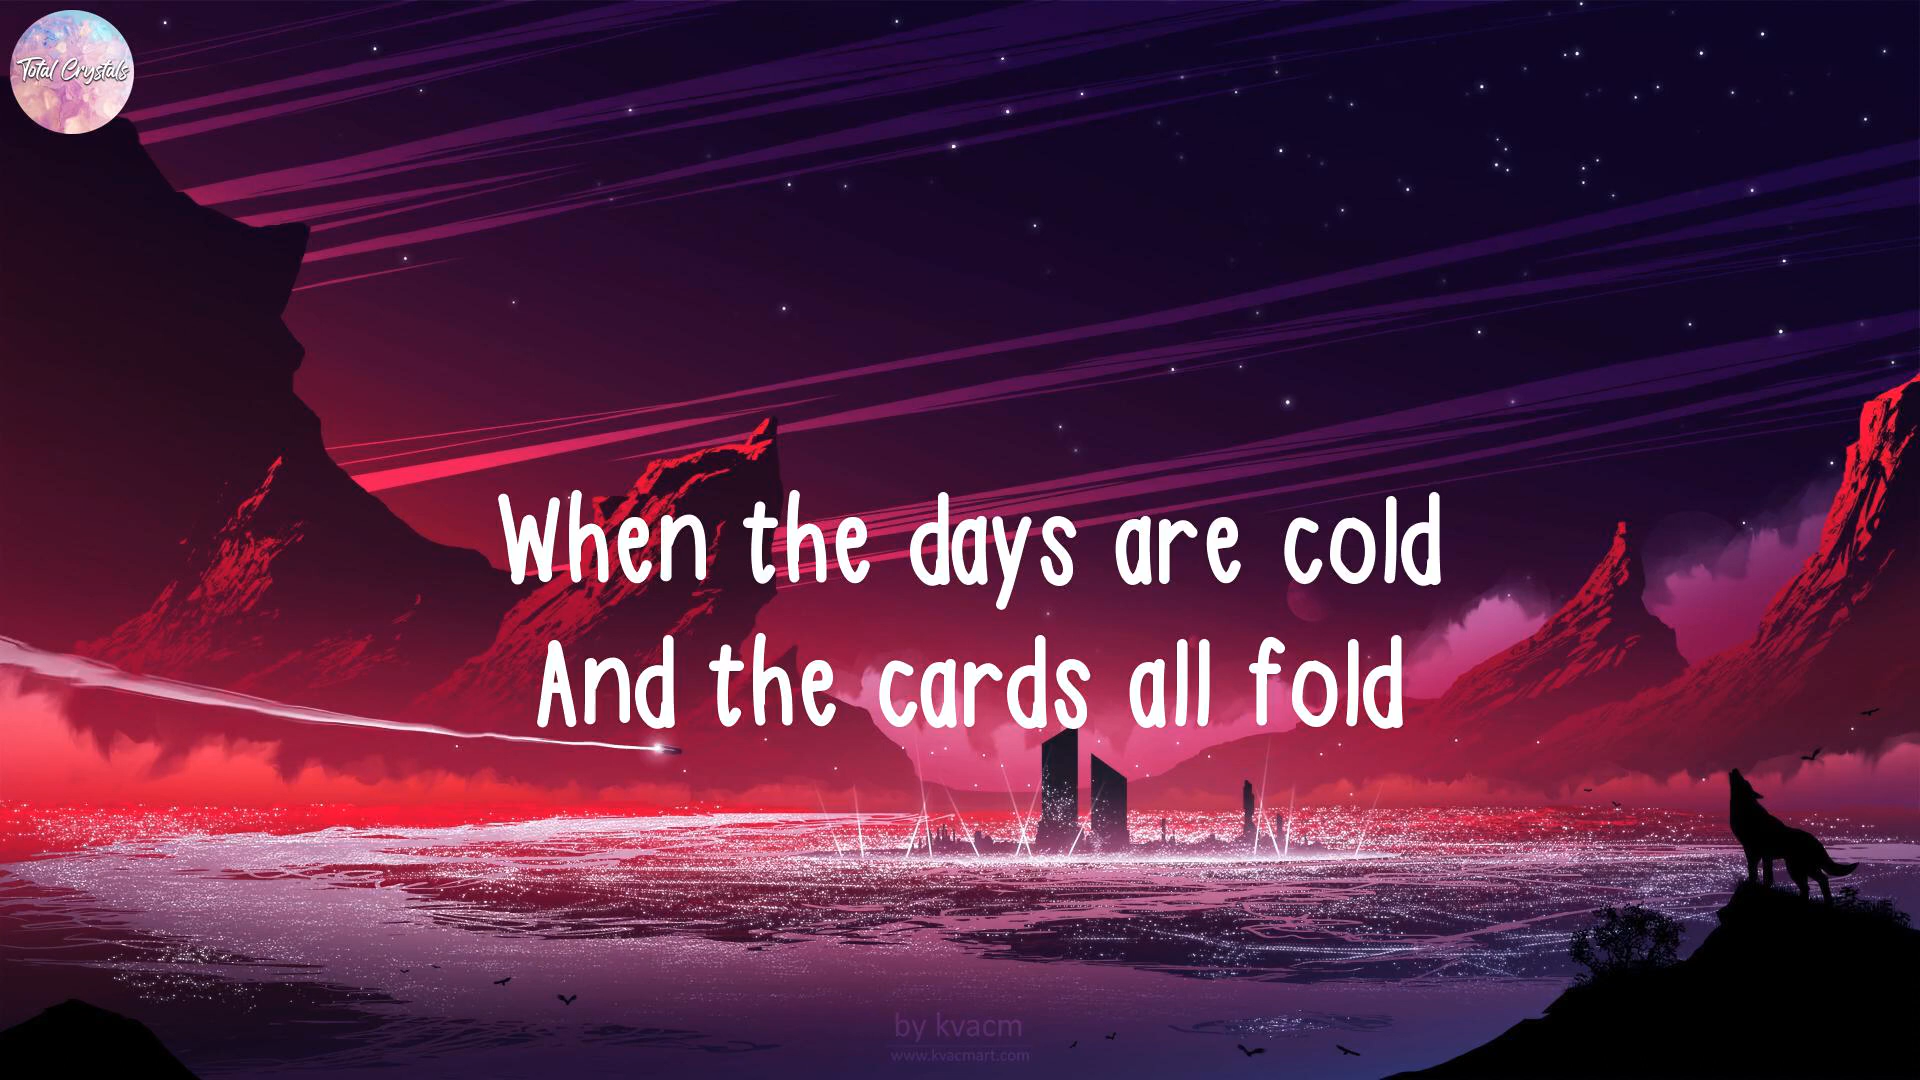 Total Crystals
When the days are cold
And the cards all fold
by kvacm
www.kvacmart.com